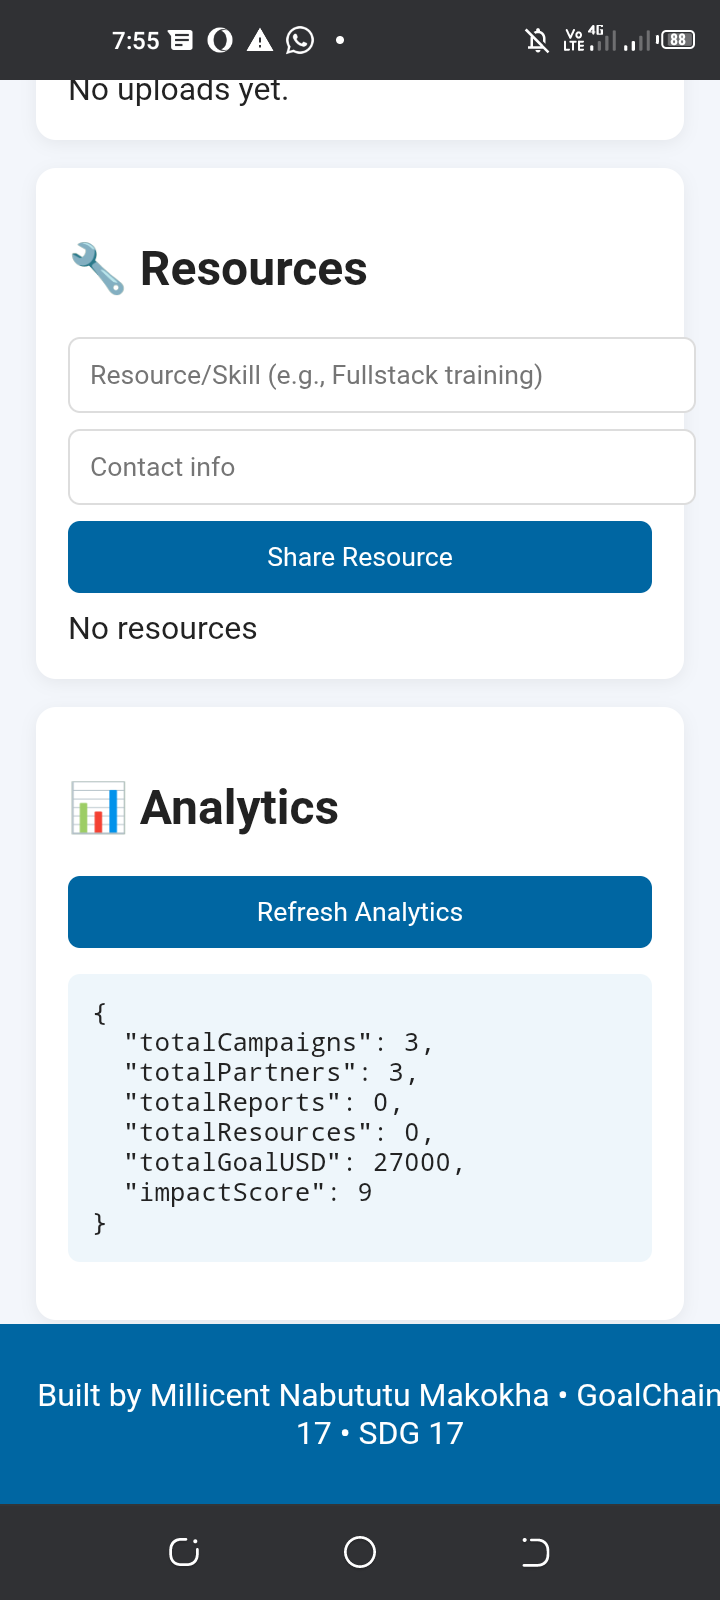 7:55 Vo LTE 4G 88
No uploads yet.
🔧 Resources
Resource/Skill (e.g., Fullstack training)
Contact info
Share Resource
No resources
📊 Analytics
Refresh Analytics
{
"totalCampaigns": 3,
"totalPartners": 3,
"totalReports": 0,
"totalResources": 0,
"totalGoalUSD": 27000,
"impactScore": 9
}
Built by Millicent Nabututu Makokha • GoalChain
17 • SDG 17